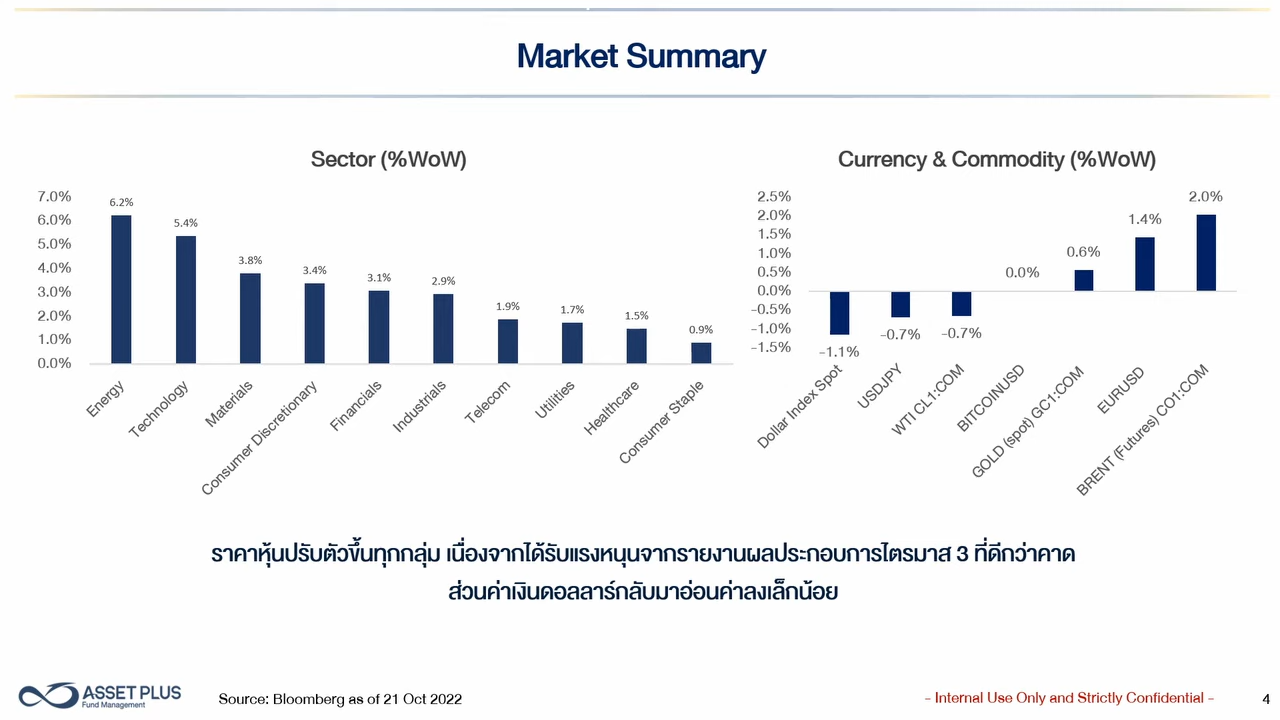 Market Summary
Sector (%WoW)
7.0%
6.0%
5.0%
4.0%
3.0%
2.0%
1.0%
0.0%
6.2%
5.4%
3.8%
3.4%
3.1%
2.9%
1.9%
1.7%
1.5%
0.9%
Energy
Technology
Materials
Consumer Discretionary
Financials
Industrials
Telecom
Utilities
Healthcare
Consumer Staple
Currency & Commodity (%WoW)
2.5%
2.0%
1.5%
1.0%
0.5%
0.0%
-0.5%
-1.0%
-1.5%
-1.1%
-0.7%
-0.7%
0.0%
0.6%
1.4%
2.0%
Dollar Index Spot
USDJPY
WTI CL1:COM
BITCOINUSD
GOLD (spot) GC1:COM
EURUSD
BRENT (Futures) CO1:COM
ราคาหุ้นปรับตัวขึ้นทุกกลุ่ม เนื่องจากได้รับแรงหนุนจากรายงานผลประกอบการไตรมาส 3 ที่ดีกว่าคาด
ส่วนค่าเงินดอลลาร์กลับมาอ่อนค่าลงเล็กน้อย
ASSET PLUS
Fund Management
Source: Bloomberg as of 21 Oct 2022
- Internal Use Only and Strictly Confidential -
4